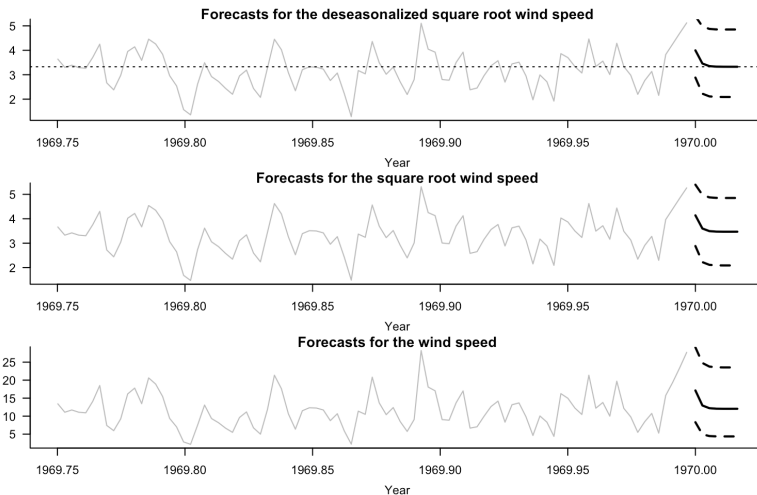 Forecasts for the deseasonalized square root wind speed
5
4
3
2
1969.75 1969.80 1969.85 1969.90 1969.95 1970.00
Year
Forecasts for the square root wind speed
5
4
3
2
1969.75 1969.80 1969.85 1969.90 1969.95 1970.00
Year
Forecasts for the wind speed
25
20
15
10
5
1969.75 1969.80 1969.85 1969.90 1969.95 1970.00
Year